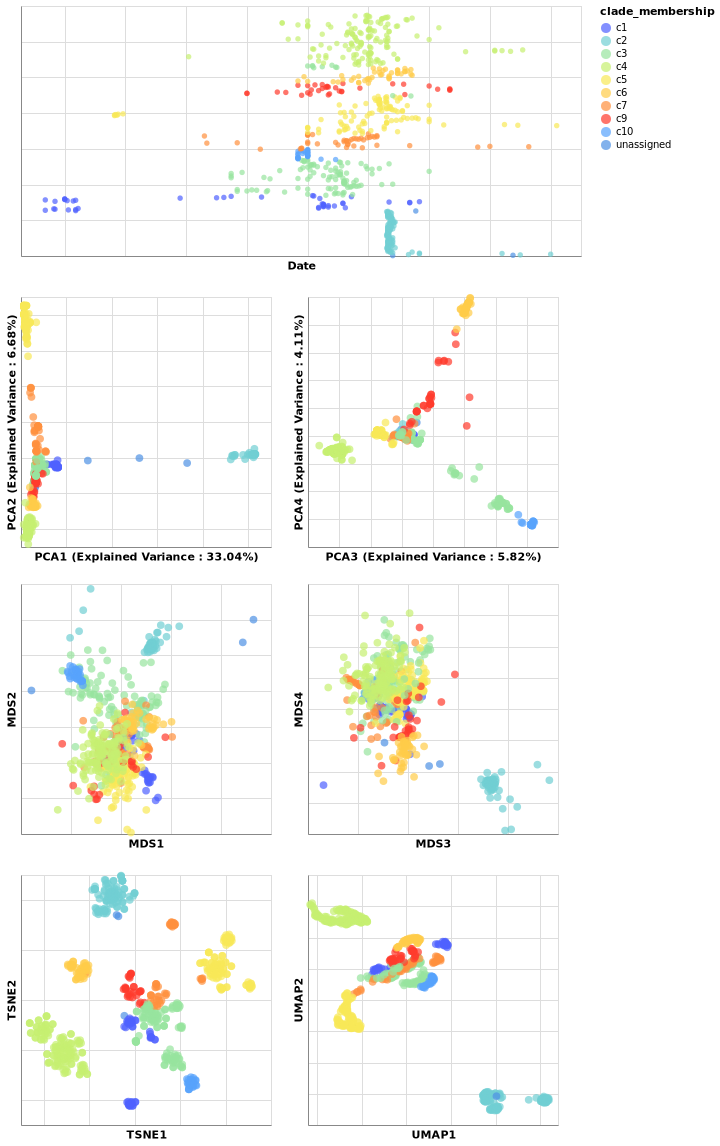 clade_membership
c1
c2
c3
c4
c5
c6
c7
c9
c10
unassigned
Date
PCA2 (Explained Variance : 6.68%)
PCA1 (Explained Variance : 33.04%)
PCA4 (Explained Variance : 4.11%)
PCA3 (Explained Variance : 5.82%)
MDS2
MDS1
MDS4
MDS3
TSNE2
TSNE1
UMAP2
UMAP1